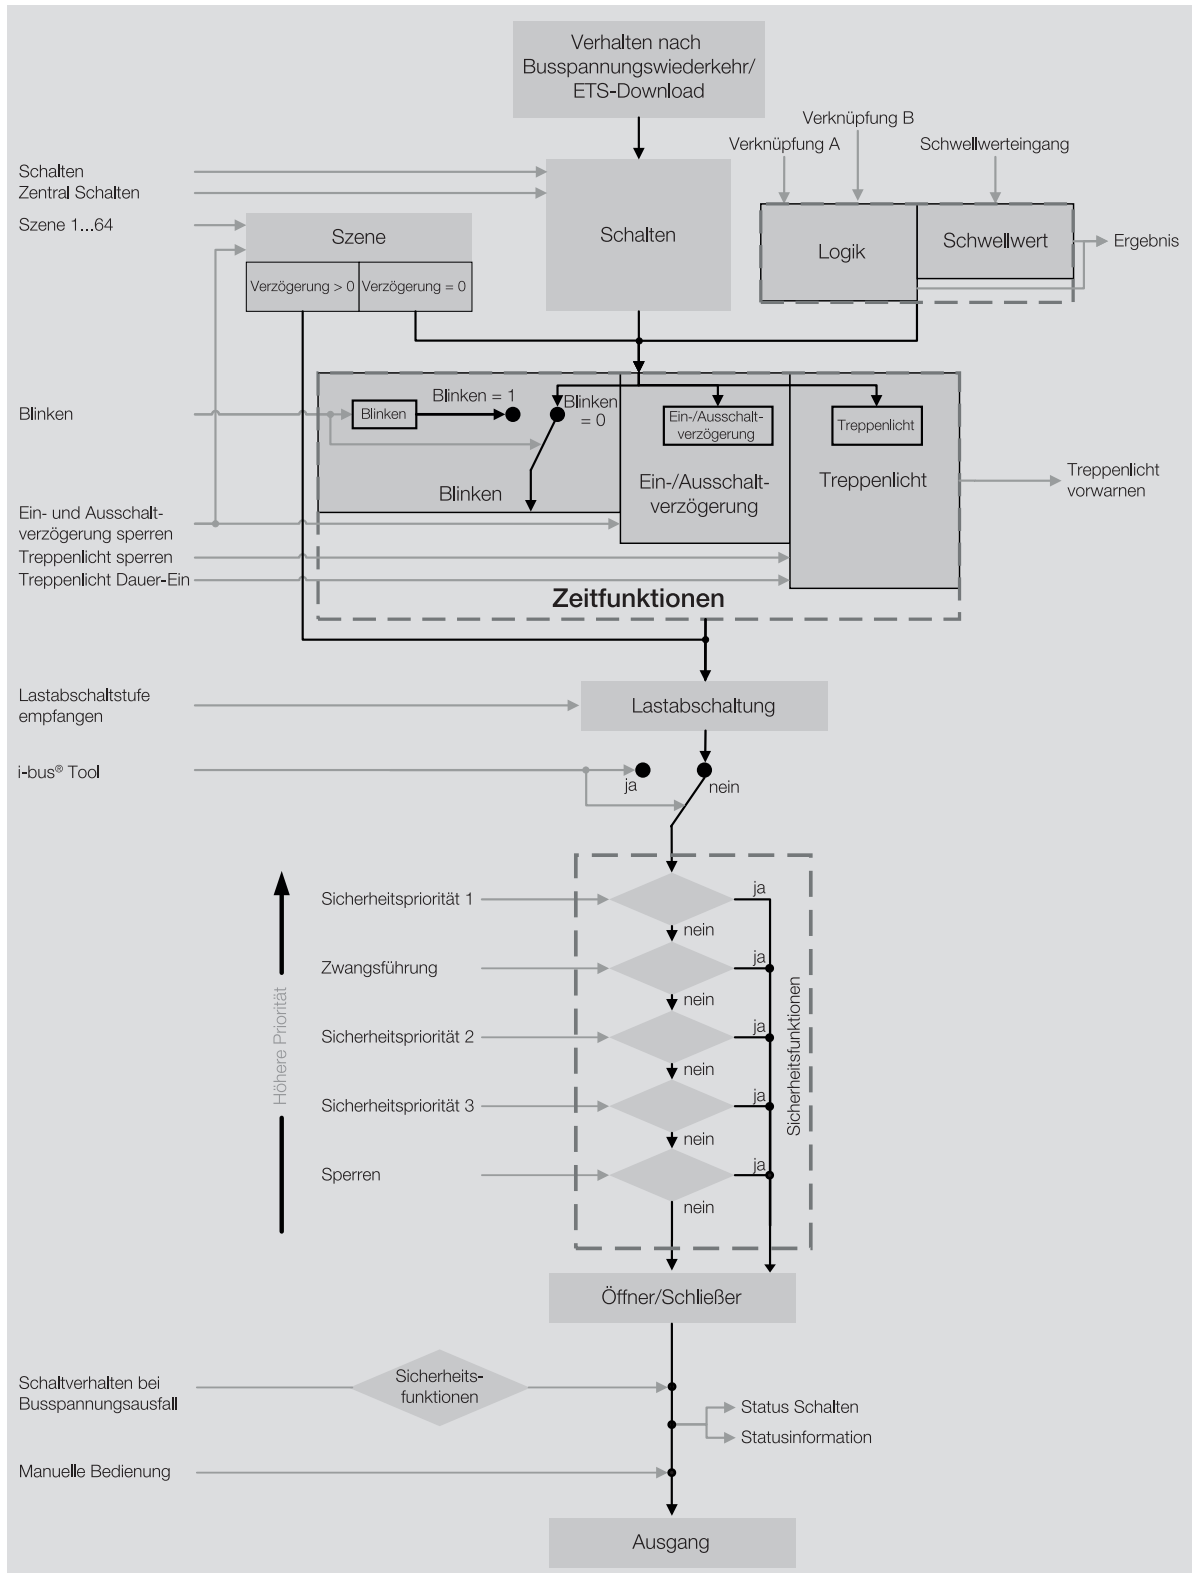 Verhalten nach
Busspannungswiederkehr/
ETS-Download
Verknüpfung B
Verknüpfung A
Schwellwerteingang
Schalten
Zentral Schalten
Szene 1...64
Szene
Schalten
Logik
Schwellwert
Ergebnis
Verzögerung > 0
Verzögerung = 0
Blinken
Blinken
Blinken = 1
Blinken
= 0
Ein-/Ausschalt-
verzögerung
Treppenlicht
Blinken
Ein-/Ausschalt-
verzögerung
Treppenlicht
Treppenlicht
vorwarnen
Ein- und Ausschalt-
verzögerung sperren
Treppenlicht sperren
Treppenlicht Dauer-Ein
Zeitfunktionen
Lastabschaltstufe
empfangen
Lastabschaltung
i-bus® Tool
ja
nein
Höhere Priorität
Sicherheitspriorität 1
ja
nein
Zwangsführung
ja
nein
Sicherheitspriorität 2
ja
nein
Sicherheitspriorität 3
ja
nein
Sperren
ja
nein
Sicherheitsfunktionen
Öffner/Schließer
Schaltverhalten bei
Busspannungsausfall
Sicherheits-
funktionen
Status Schalten
Statusinformation
Manuelle Bedienung
Ausgang